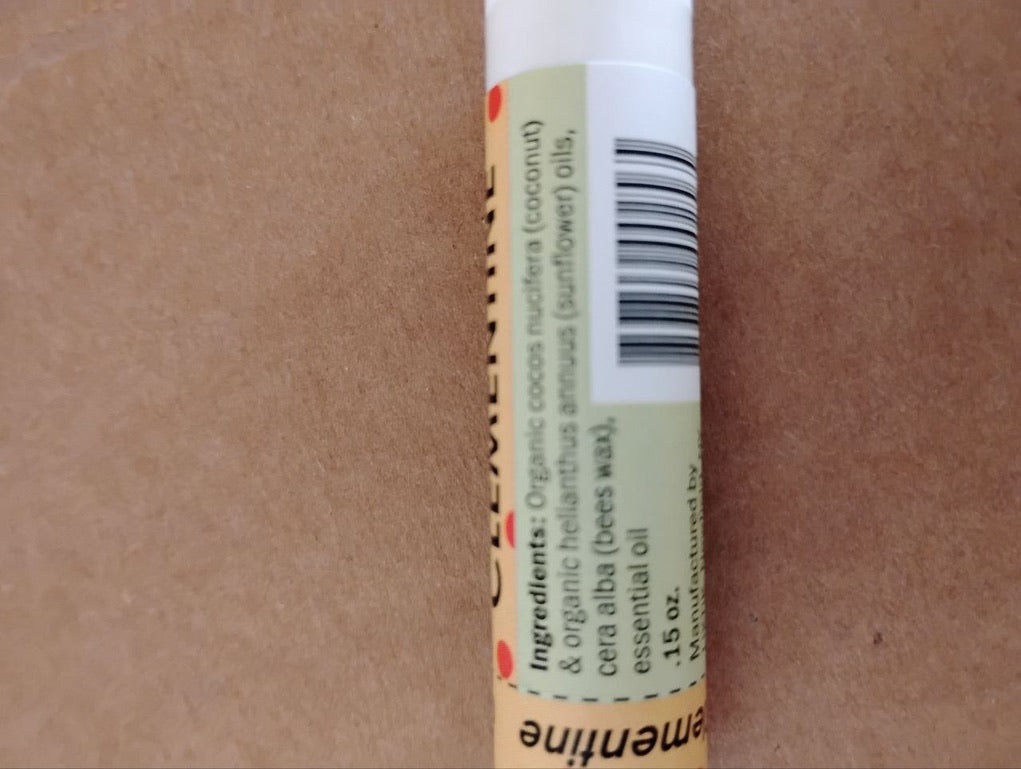 CLEMENTINE
Ingredients: Organic cocos nucifera (coconut)
& organic helianthus annuus (sunflower) oils,
cera alba (bees wax),
essential oil
.15 oz.
Manufactured by
lementine